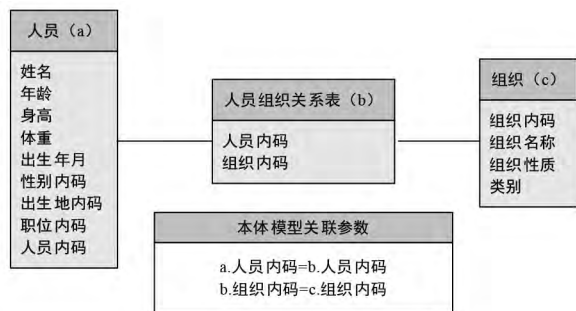 人员（a）
姓名
年龄
身高
体重
出生年月
性别内码
出生地内码
职位内码
人员内码
人员组织关系表（b）
人员内码
组织内码
组织（c）
组织内码
组织名称
组织性质
类别
本体模型关联参数
a.人员内码=b.人员内码
b.组织内码=c.组织内码